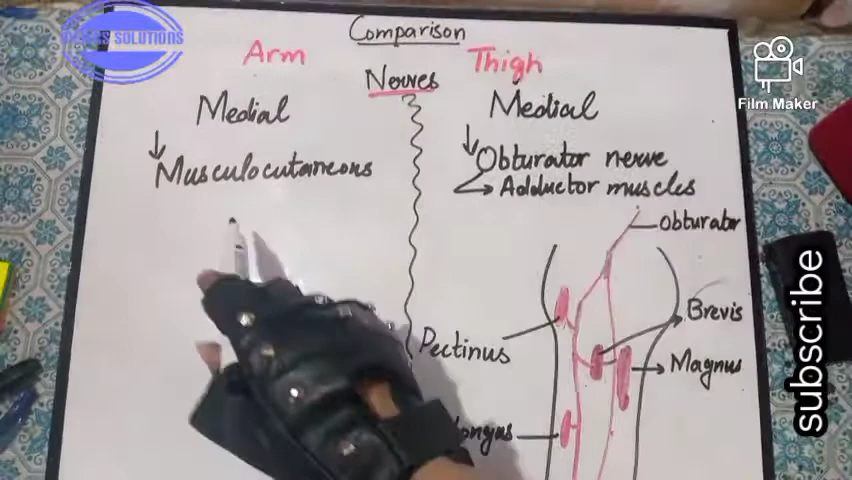 Comparison
Arm
Thigh
Nerves
Medial
Musculocutaneous
Medial
Obturator nerve
Adductor muscles
Obturator
Brevis
Pectinus
Magnus
SOLUTIONS
Film Maker
subscribe